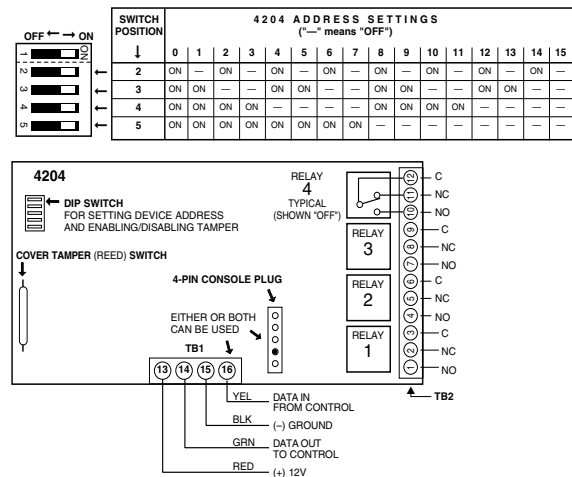 OFF ← → ON
ON
1
2
3
4
5
SWITCH POSITION ↓
4204 ADDRESS SETTINGS
("—" means "OFF")
0 1 2 3 4 5 6 7 8 9 10 11 12 13 14 15
2 ON — ON — ON — ON — ON — ON — ON — ON —
3 ON ON — — ON ON — — ON ON — — ON ON — —
4 ON ON ON ON — — — — ON ON ON ON — — — —
5 ON ON ON ON ON ON ON ON — — — — — — — —
4204
DIP SWITCH
FOR SETTING DEVICE ADDRESS
AND ENABLING/DISABLING TAMPER
COVER TAMPER (REED) SWITCH
4-PIN CONSOLE PLUG
EITHER OR BOTH
CAN BE USED
TB1
13 14 15 16
RELAY
4
TYPICAL
(SHOWN "OFF")
RELAY
3
RELAY
2
RELAY
1
12 C
11 NC
10 NO
9 C
8 NC
7 NO
6 C
5 NC
4 NO
3 C
2 NC
1 NO
TB2
YEL DATA IN
FROM CONTROL
BLK (–) GROUND
GRN DATA OUT
TO CONTROL
RED (+) 12V